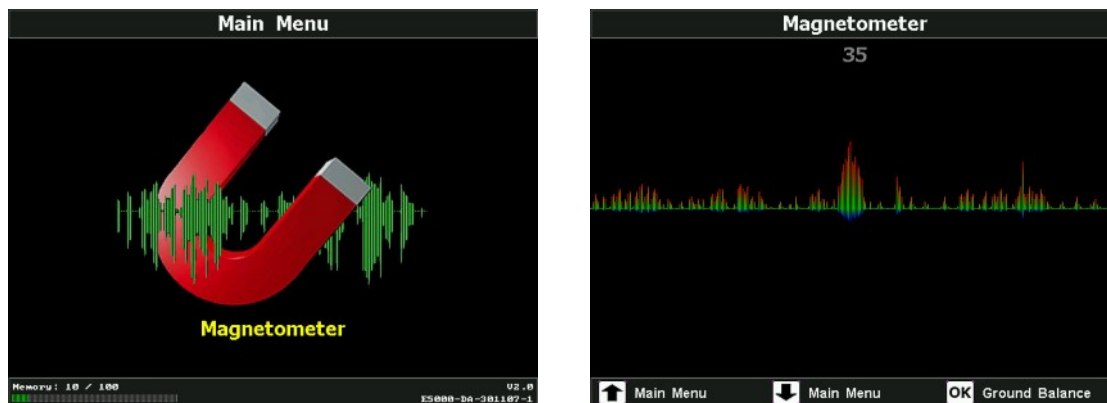 Main Menu
Magnetometer
Memory: 10 / 100
V2.0
E5000-DA-301107-1
Magnetometer
35
Main Menu
Main Menu
OK Ground Balance